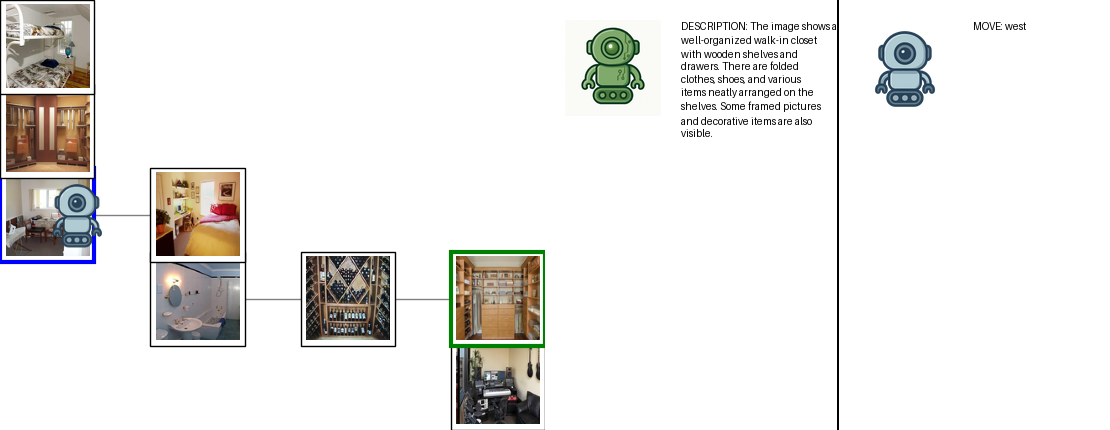 DESCRIPTION: The image shows a
well-organized walk-in closet
with wooden shelves and
drawers. There are folded
clothes, shoes, and various
items neatly arranged on the
shelves. Some framed pictures
and decorative items are also
visible.
MOVE: west